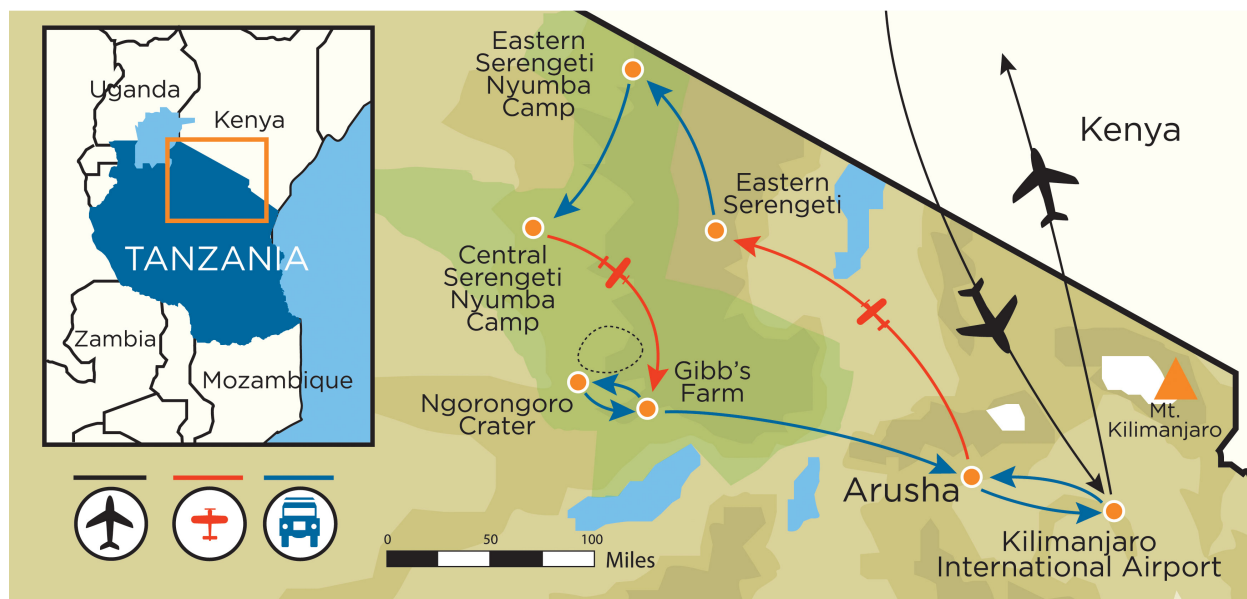 Uganda
Kenya
TANZANIA
Zambia
Mozambique
Eastern
Serengeti
Nyumba
Camp
Eastern
Serengeti
Kenya
Central
Serengeti
Nyumba
Camp
Gibb's
Farm
Ngorongoro
Crater
Mt.
Kilimanjaro
Arusha
Kilimanjaro
International Airport
0 50 100
Miles